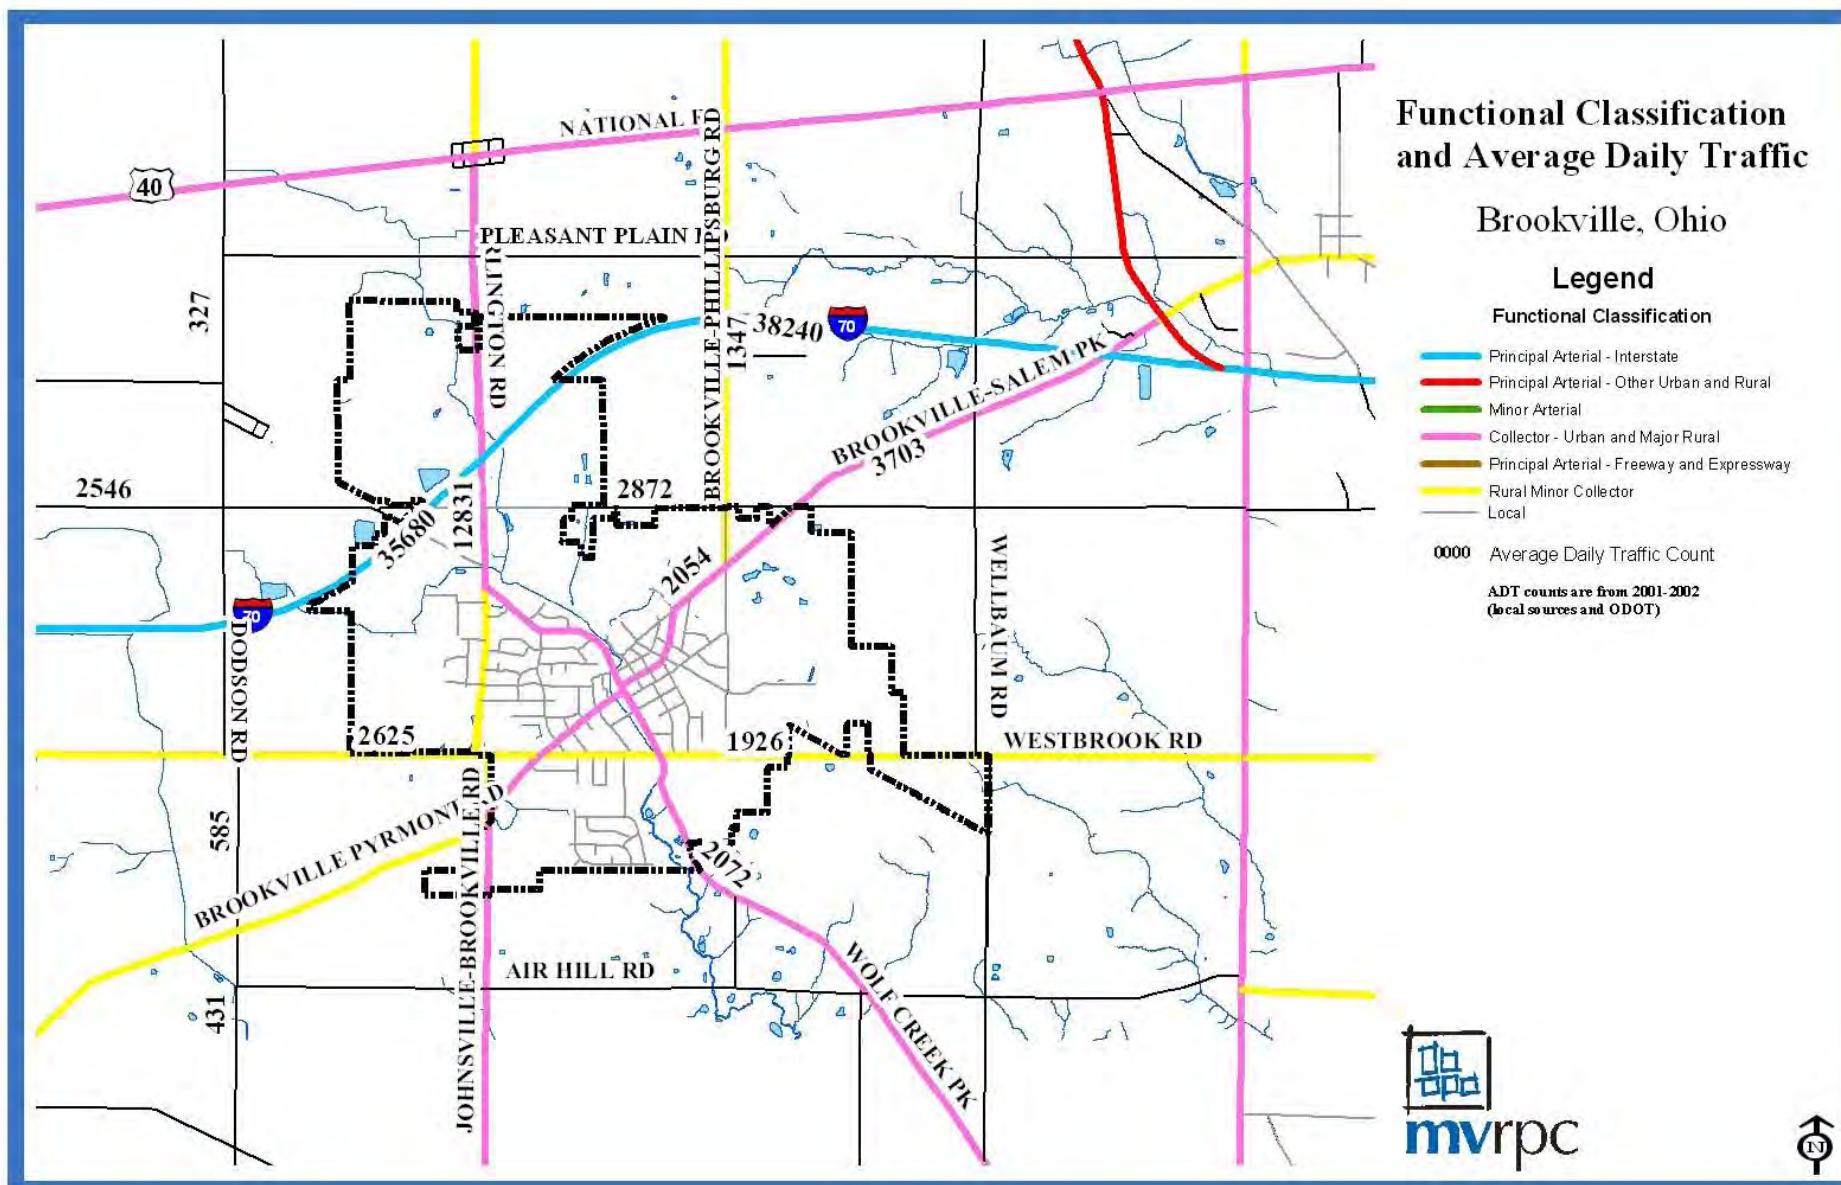 Functional Classification
and Average Daily Traffic
Brookville, Ohio
Legend
Functional Classification
Principal Arterial - Interstate
Principal Arterial - Other Urban and Rural
Minor Arterial
Collector - Urban and Major Rural
Principal Arterial - Freeway and Expressway
Rural Minor Collector
Local
0000 Average Daily Traffic Count
ADT counts are from 2001-2002
(local sources and ODOT)
NATIONAL
40
PLEASANT PLAIN
RLINGTON RD
BROOKVILLE-PHILLIPSBURG RD
327
1347
38240
70
BROOKVILLE-SALEM PK
3703
2546
2872
12831
35680
2054
70
DODSON RD
WELLBAUM RD
2625
1926
WESTBROOK RD
585
BROOKVILLE PYRMONT
JOHNSVILLE-BROOKVILLE RD
2072
AIR HILL RD
431
WOLF CREEK PK
mvrpc
N